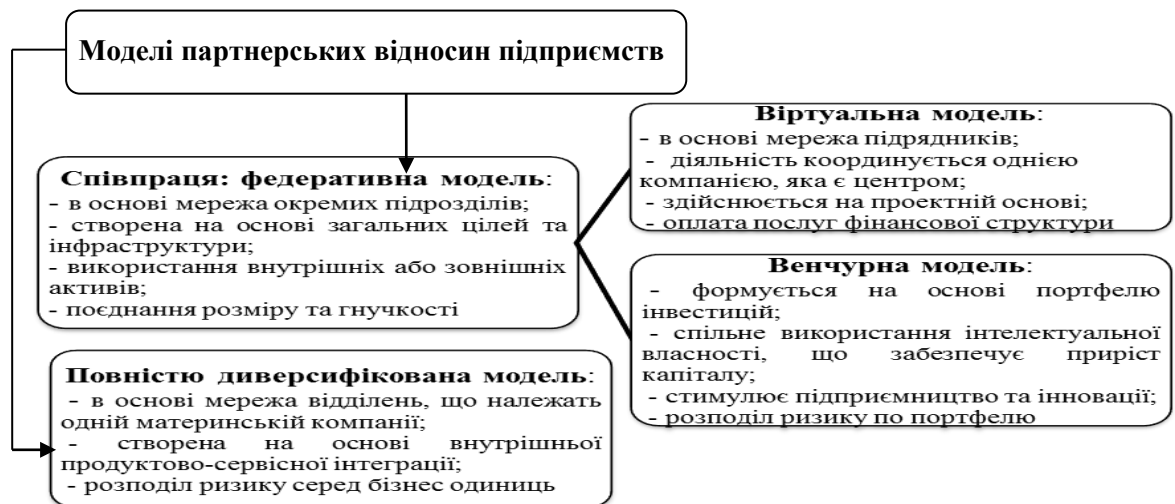 Моделі партнерських відносин підприємств
Співпраця: федеративна модель:
- в основі мережа окремих підрозділів;
- створена на основі загальних цілей та
інфраструктури;
- використання внутрішніх або зовнішніх
активів;
- поєднання розміру та гнучкості
Віртуальна модель:
- в основі мережа підрядників;
- діяльність координується однією
компанією, яка є центром;
- здійснюється на проектній основі;
- оплата послуг фінансової структури
Венчурна модель:
- формується на основі портфелю
інвестицій;
- спільне використання інтелектуальної
власності, що забезпечує приріст
капіталу;
- стимулює підприємництво та інновації;
- розподіл ризику по портфелю
Повністю диверсифікована модель:
- в основі мережа відділень, що належать
одній материнській компанії;
- створена на основі внутрішньої
продуктово-сервісної інтеграції;
- розподіл ризику серед бізнес одиниць